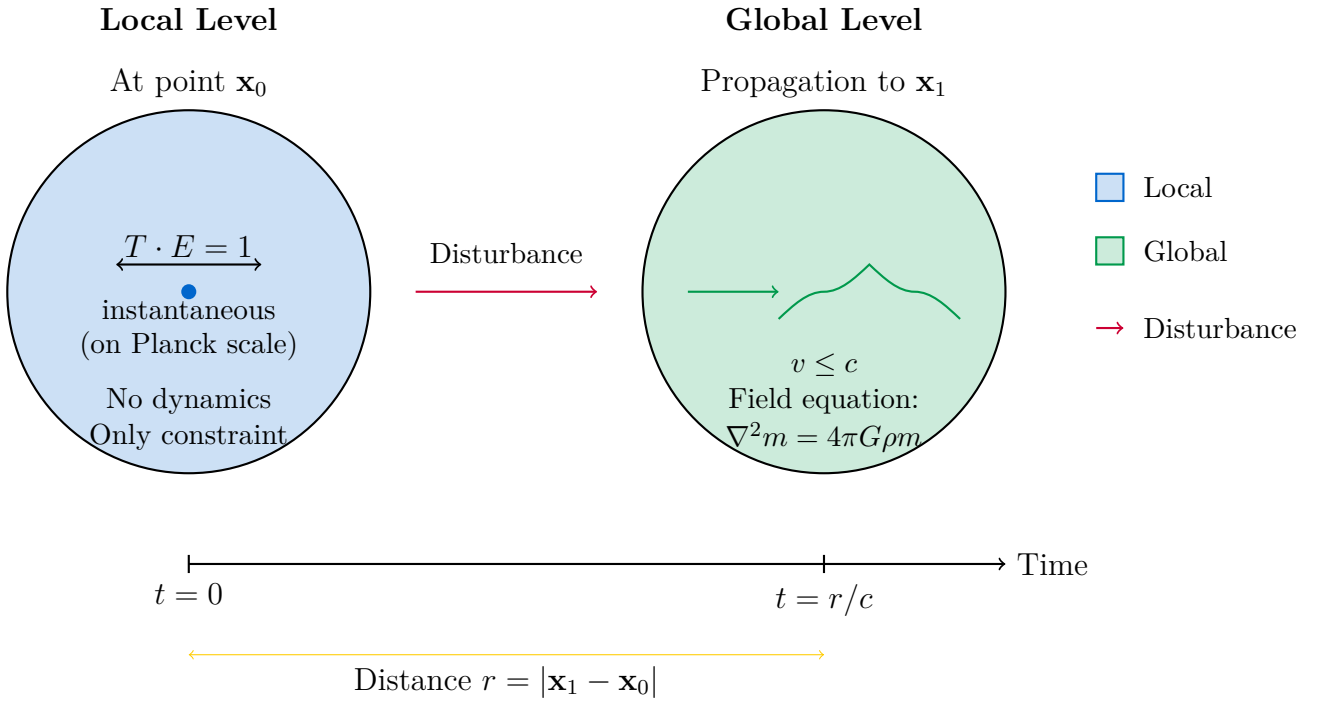 Local Level
At point x₀
T · E = 1
instantaneous
(on Planck scale)
No dynamics
Only constraint
Disturbance
Global Level
Propagation to x₁
v ≤ c
Field equation:
∇²m = 4πGρm
Local
Global
Disturbance
Time
t = 0
t = r/c
Distance r = |x₁ − x₀|